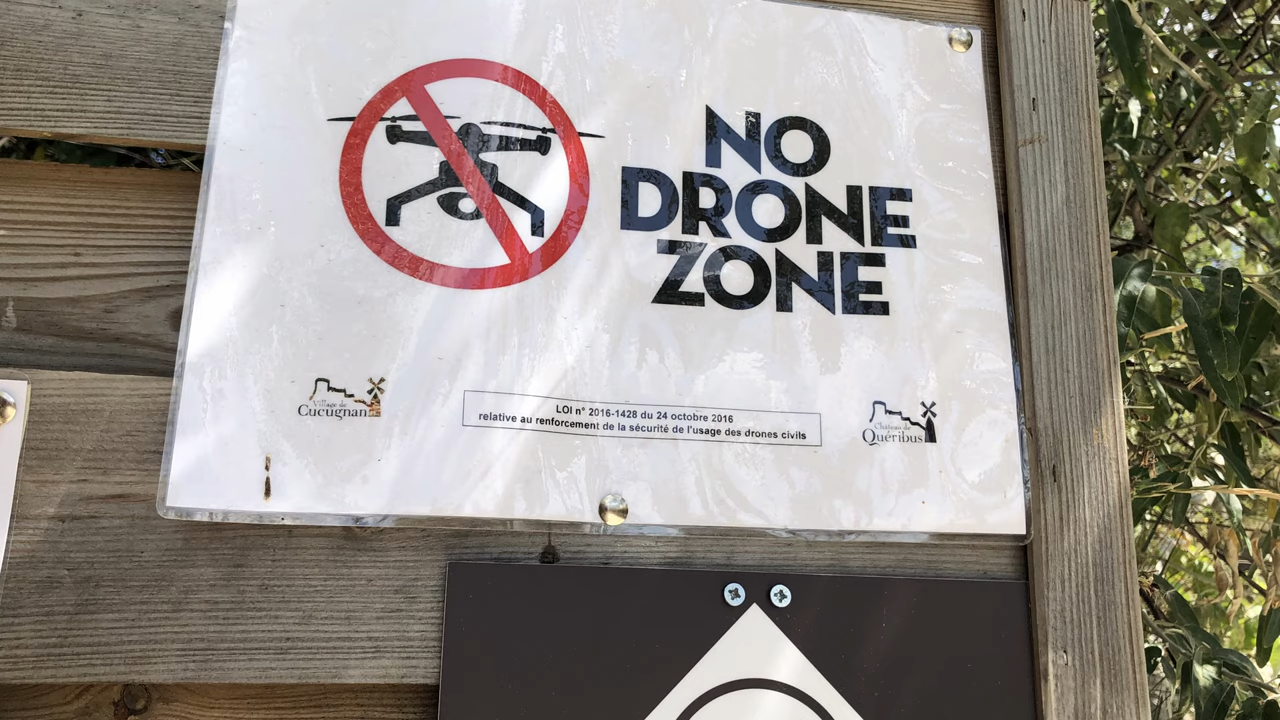 NO
DRONE
ZONE
Village de
Cucugnan
LOI n° 2016-1428 du 24 octobre 2016
relative au renforcement de la sécurité de l'usage des drones civils
Château de
Quéribus